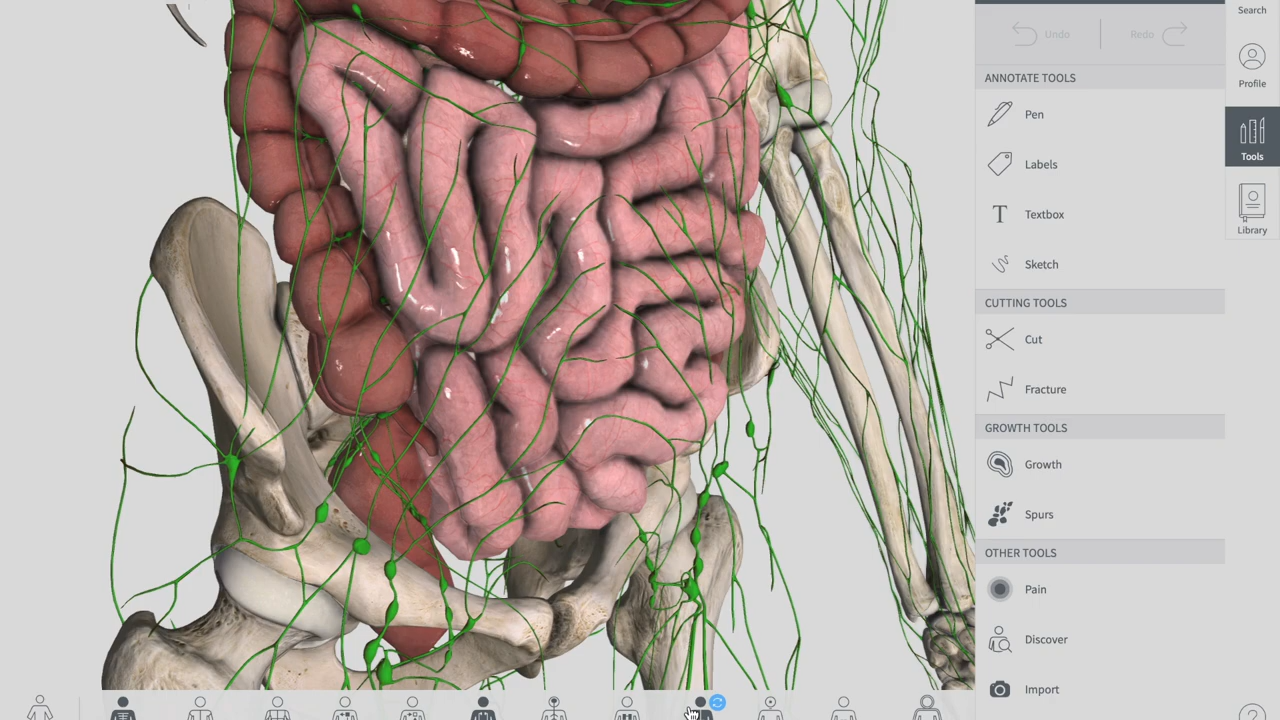 Undo
Redo
Search
Profile
Tools
Library
ANNOTATE TOOLS
Pen
Labels
Textbox
Sketch
CUTTING TOOLS
Cut
Fracture
GROWTH TOOLS
Growth
Spurs
OTHER TOOLS
Pain
Discover
Import